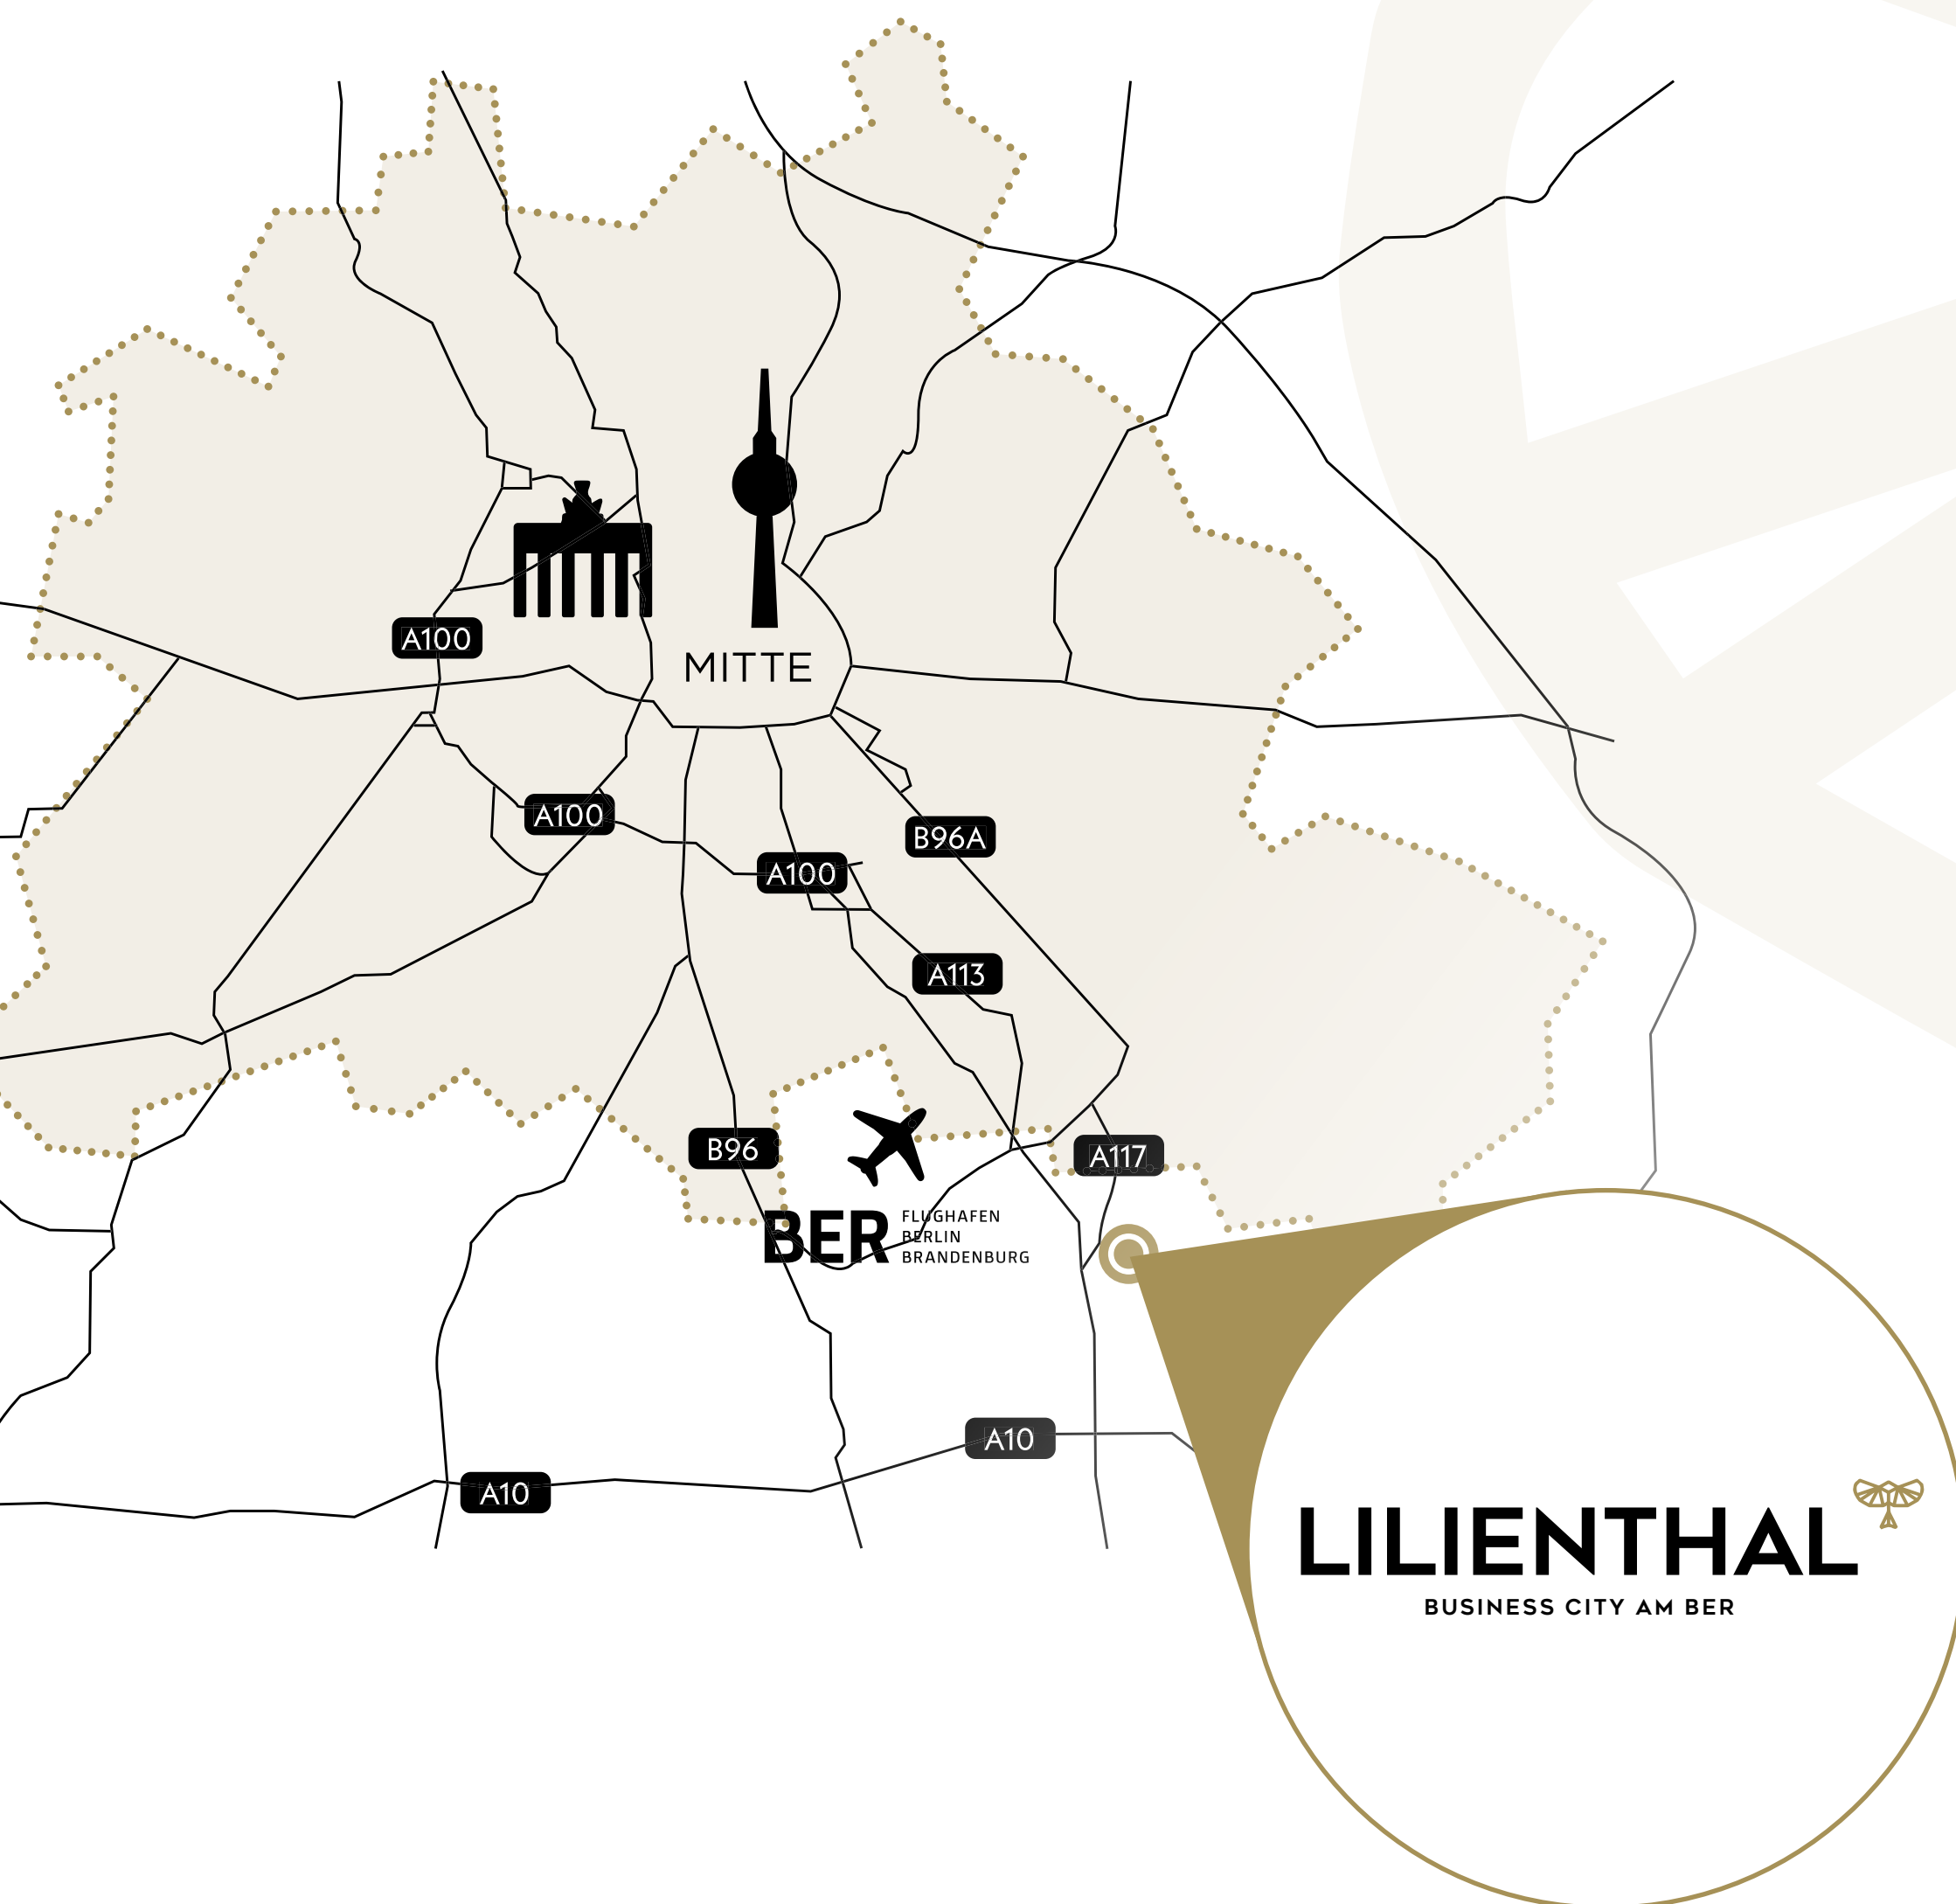 A100
MITTE
A100
B96A
A100
A113
B96
A117
BER
FLUGHAFEN
BERLIN
BRANDENBURG
A10
A10
LILIENTHAL
BUSINESS CITY AM BER